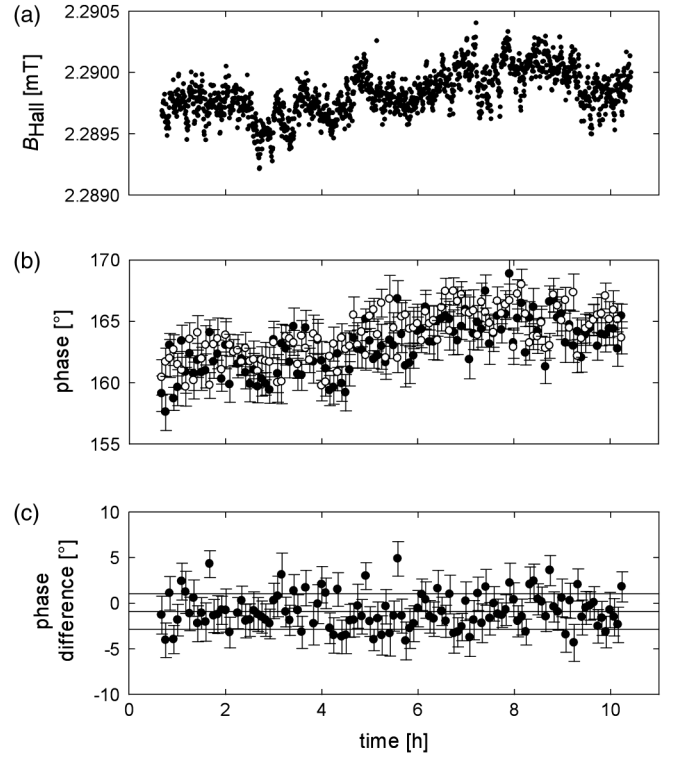 (a)
2.2905
2.2900
2.2895
2.2890
B_Hall [mT]
(b)
170
165
160
155
phase [°]
(c)
10
5
0
-5
-10
phase
difference [°]
0 2 4 6 8 10
time [h]